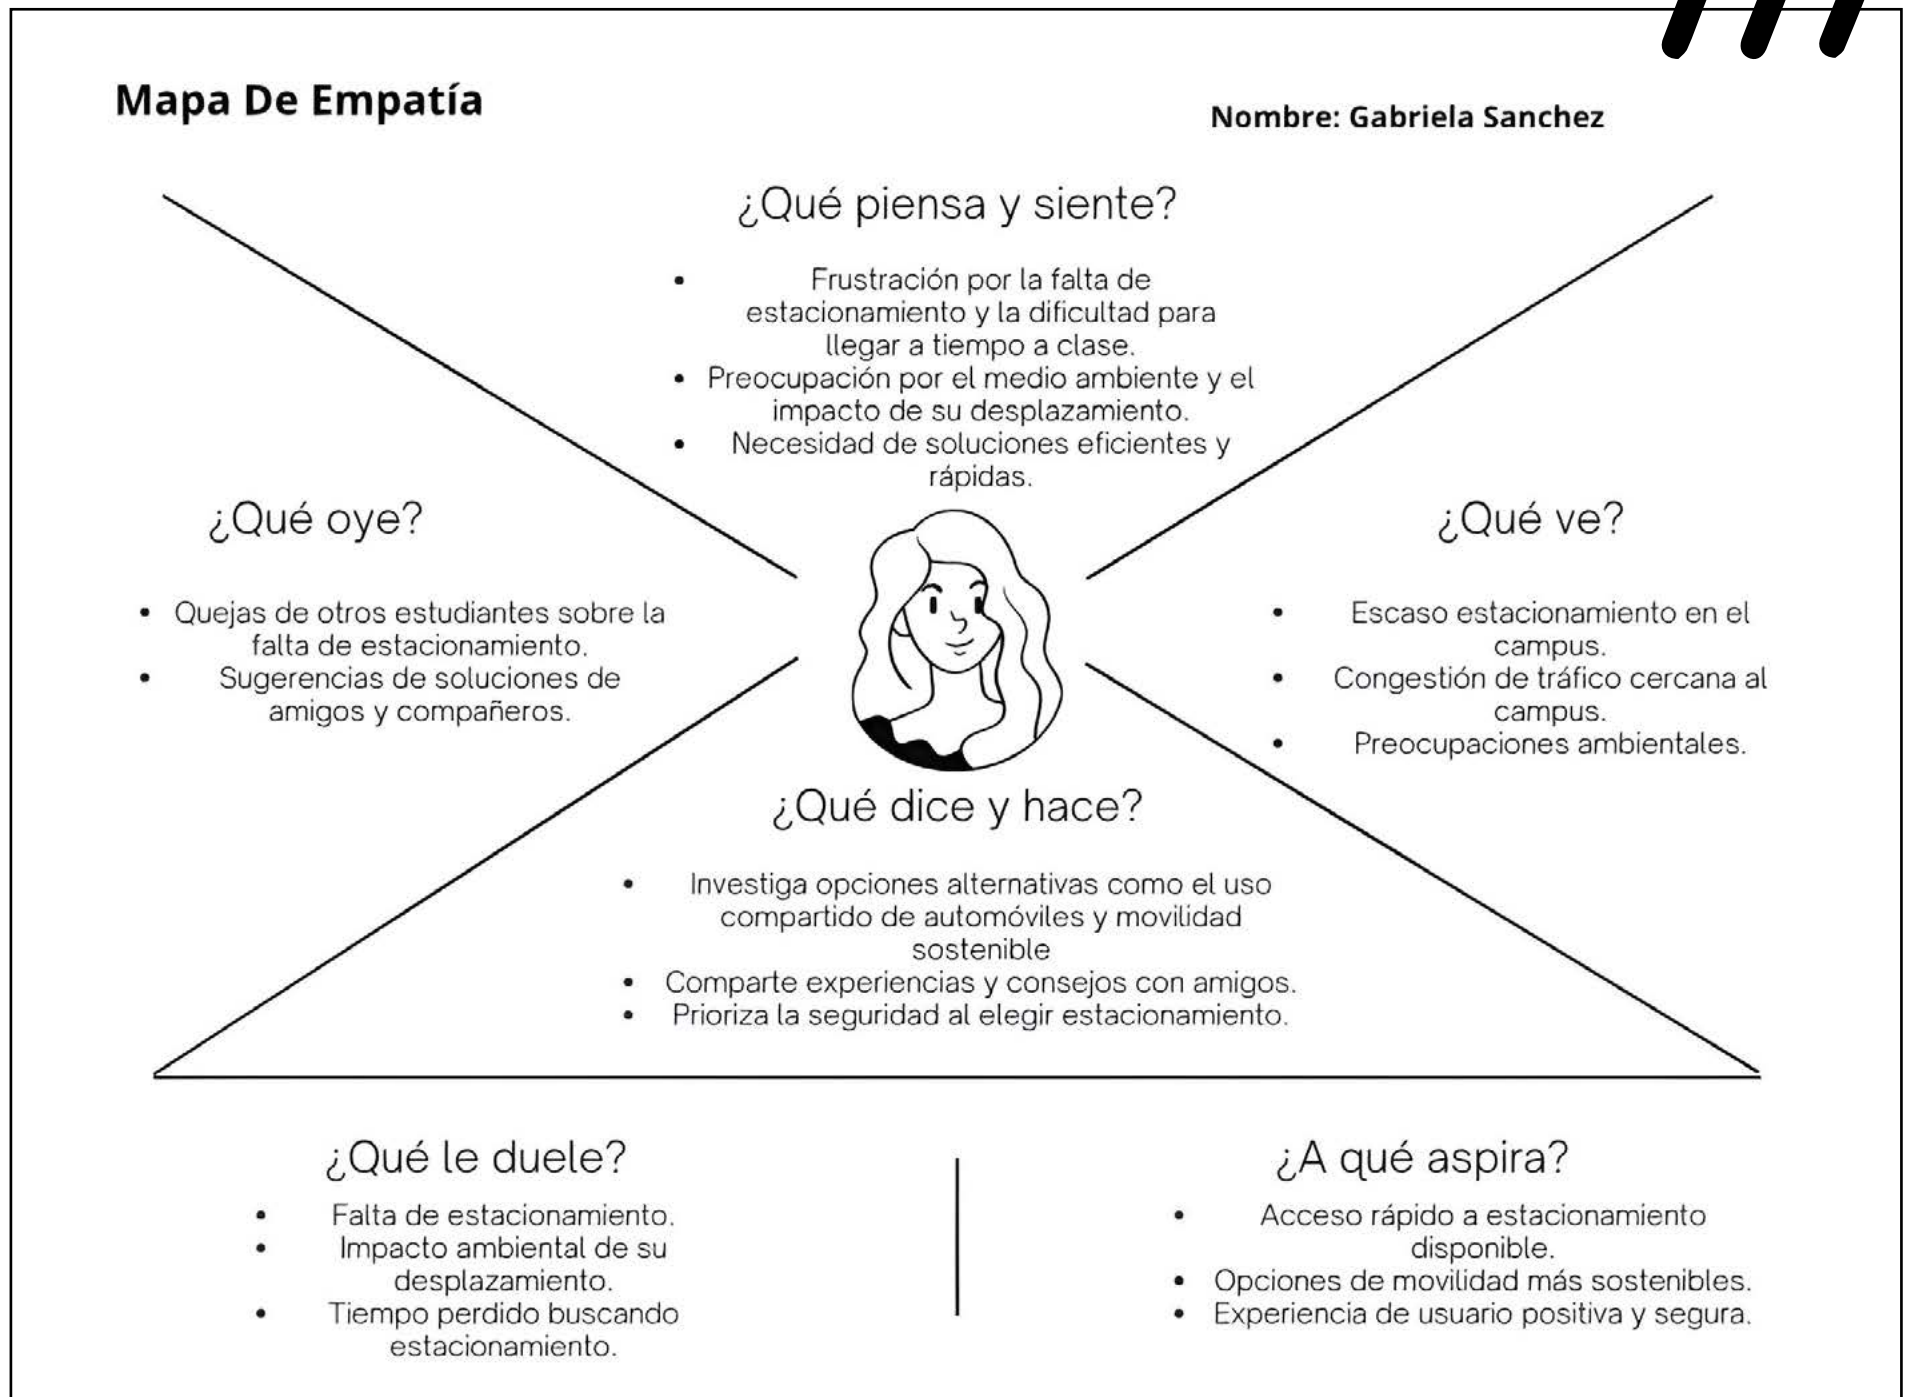 Mapa De Empatía
Nombre: Gabriela Sanchez
¿Qué piensa y siente?
• Frustración por la falta de
estacionamiento y la dificultad para
llegar a tiempo a clase.
• Preocupación por el medio ambiente y el
impacto de su desplazamiento.
• Necesidad de soluciones eficientes y
rápidas.
¿Qué oye?
• Quejas de otros estudiantes sobre la
falta de estacionamiento.
• Sugerencias de soluciones de
amigos y compañeros.
¿Qué ve?
• Escaso estacionamiento en el
campus.
• Congestión de tráfico cercana al
campus.
• Preocupaciones ambientales.
¿Qué dice y hace?
• Investiga opciones alternativas como el uso
compartido de automóviles y movilidad
sostenible
• Comparte experiencias y consejos con amigos.
• Prioriza la seguridad al elegir estacionamiento.
¿Qué le duele?
• Falta de estacionamiento.
• Impacto ambiental de su
desplazamiento.
• Tiempo perdido buscando
estacionamiento.
¿A qué aspira?
• Acceso rápido a estacionamiento
disponible.
• Opciones de movilidad más sostenibles.
• Experiencia de usuario positiva y segura.